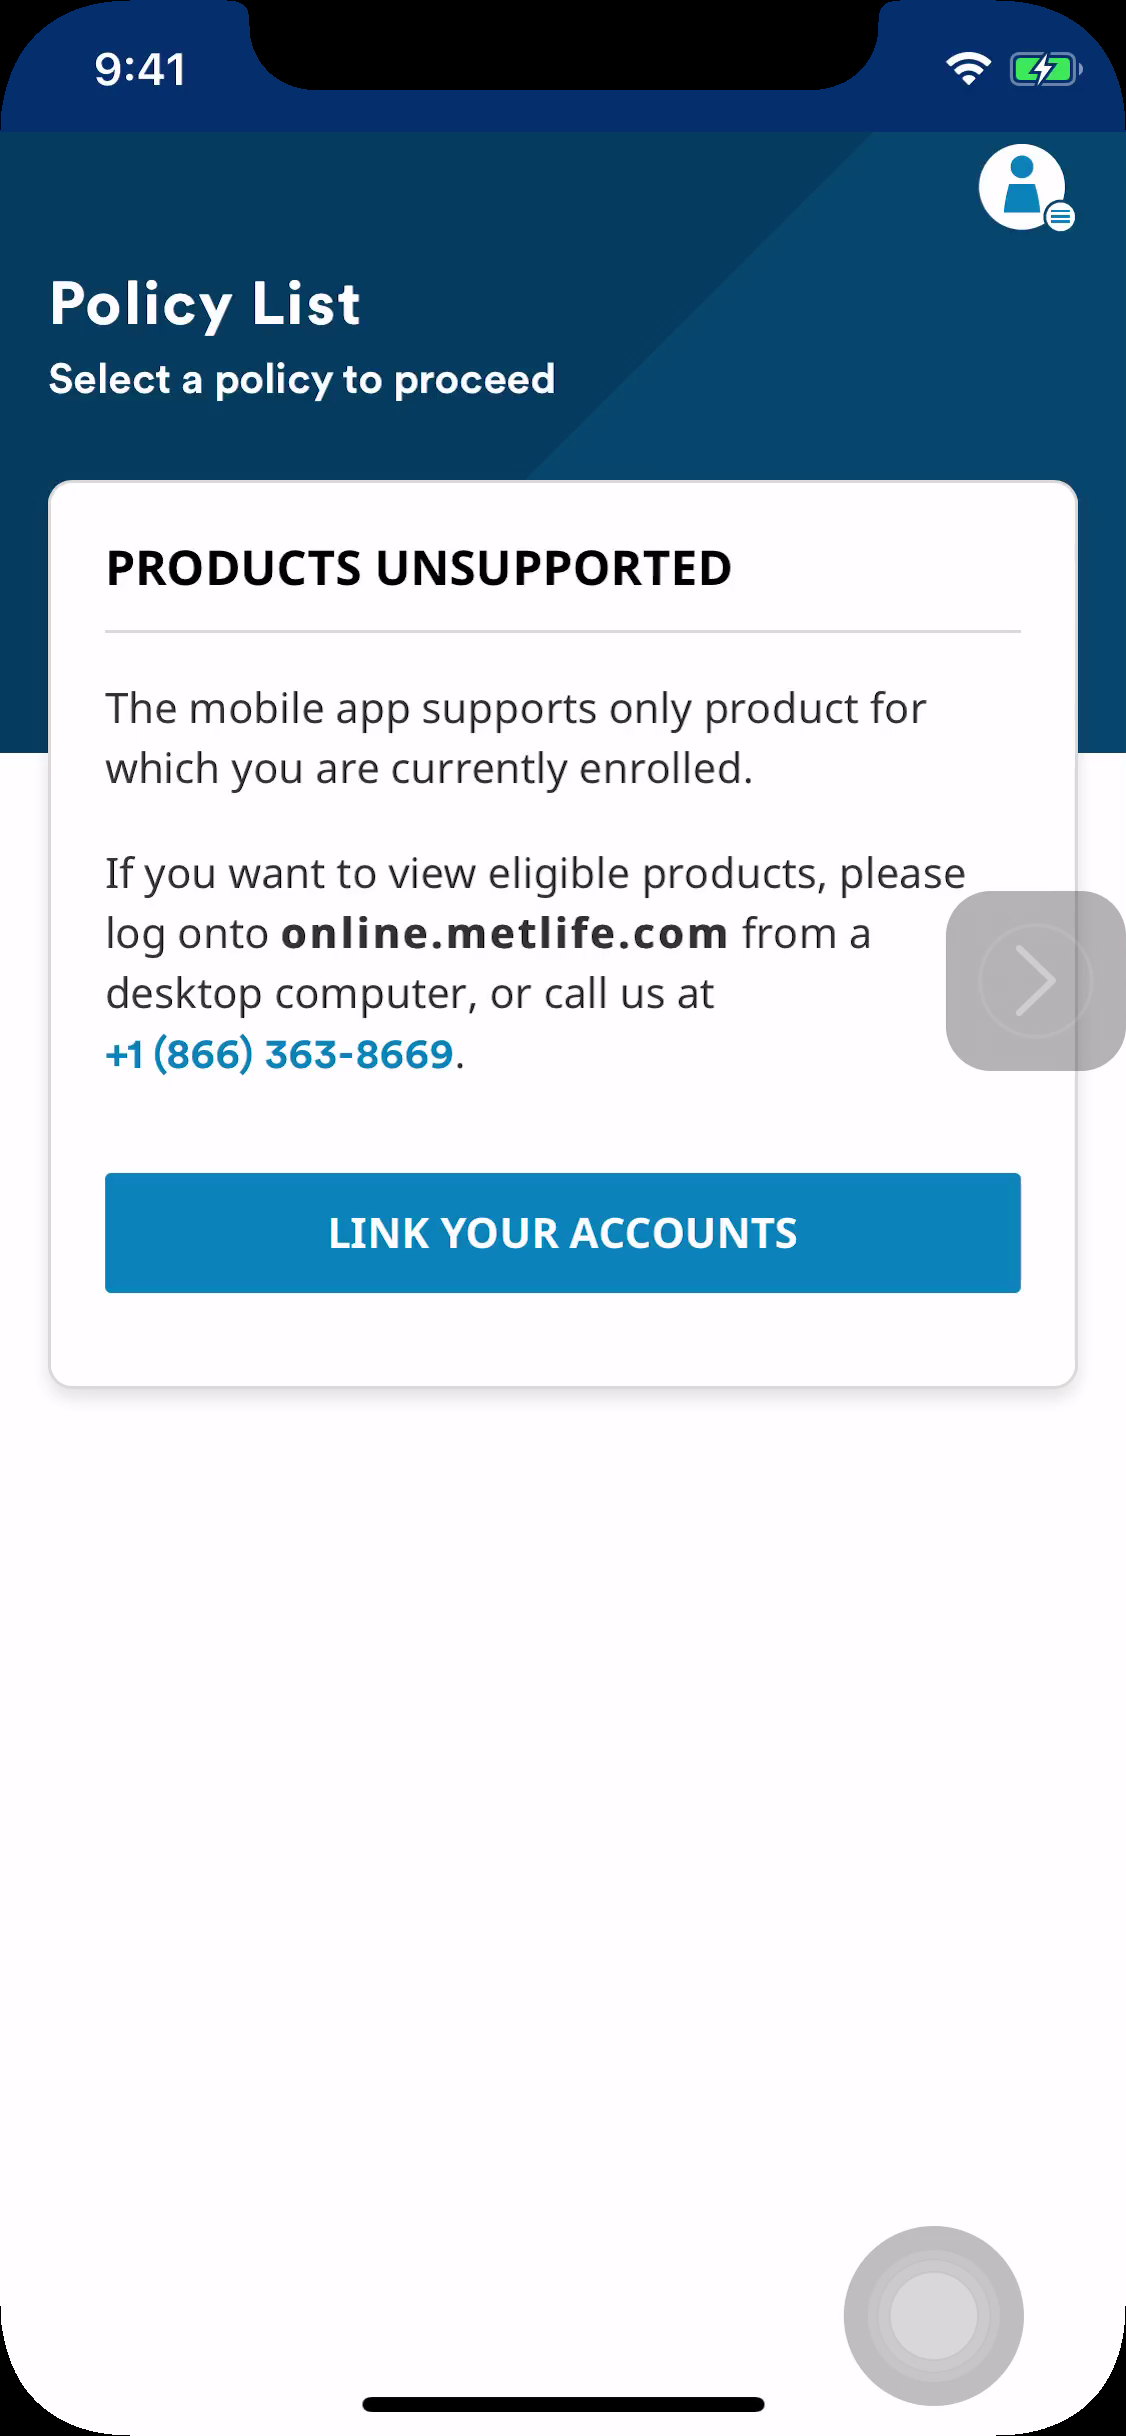 9:41
Policy List
Select a policy to proceed
PRODUCTS UNSUPPORTED
The mobile app supports only product for
which you are currently enrolled.
If you want to view eligible products, please
log onto online.metlife.com from a
desktop computer, or call us at
+1 (866) 363-8669.
LINK YOUR ACCOUNTS